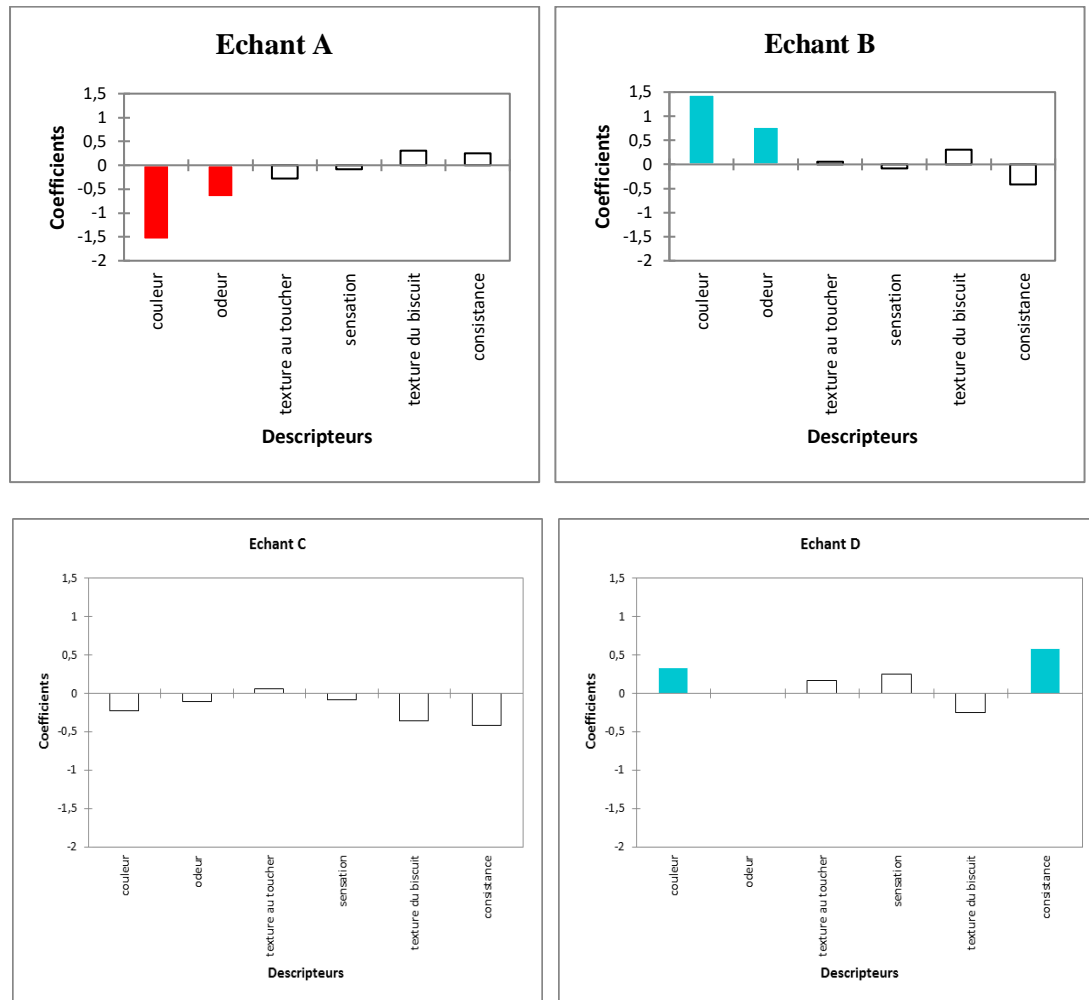 Echant A
1,5
1
0,5
0
-0,5
-1
-1,5
-2
Coefficients
couleur
odeur
texture au toucher
sensation
texture du biscuit
consistance
Descripteurs
Echant B
1,5
1
0,5
0
-0,5
-1
-1,5
-2
Coefficients
couleur
odeur
texture au toucher
sensation
texture du biscuit
consistance
Descripteurs
Echant C
1,5
1
0,5
0
-0,5
-1
-1,5
-2
Coefficients
couleur
odeur
texture au toucher
sensation
texture du biscuit
consistance
Descripteurs
Echant D
1,5
1
0,5
0
-0,5
-1
-1,5
-2
Coefficients
couleur
odeur
texture au toucher
sensation
texture du biscuit
consistance
Descripteurs